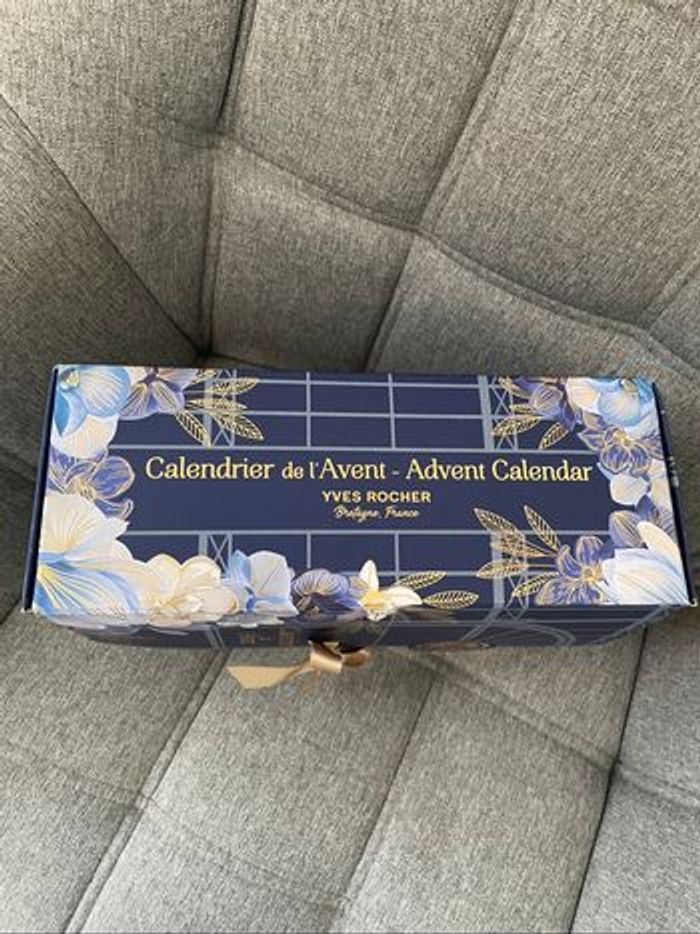 Calendrier de l'Avent - Advent Calendar
YVES ROCHER
Bretagne, France